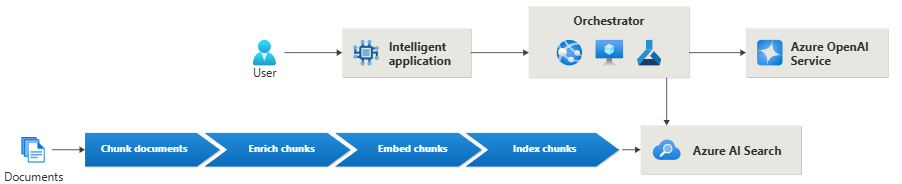 Orchestrator
User
Intelligent
application
Azure OpenAI
Service
Documents
Chunk documents
Enrich chunks
Embed chunks
Index chunks
Azure AI Search